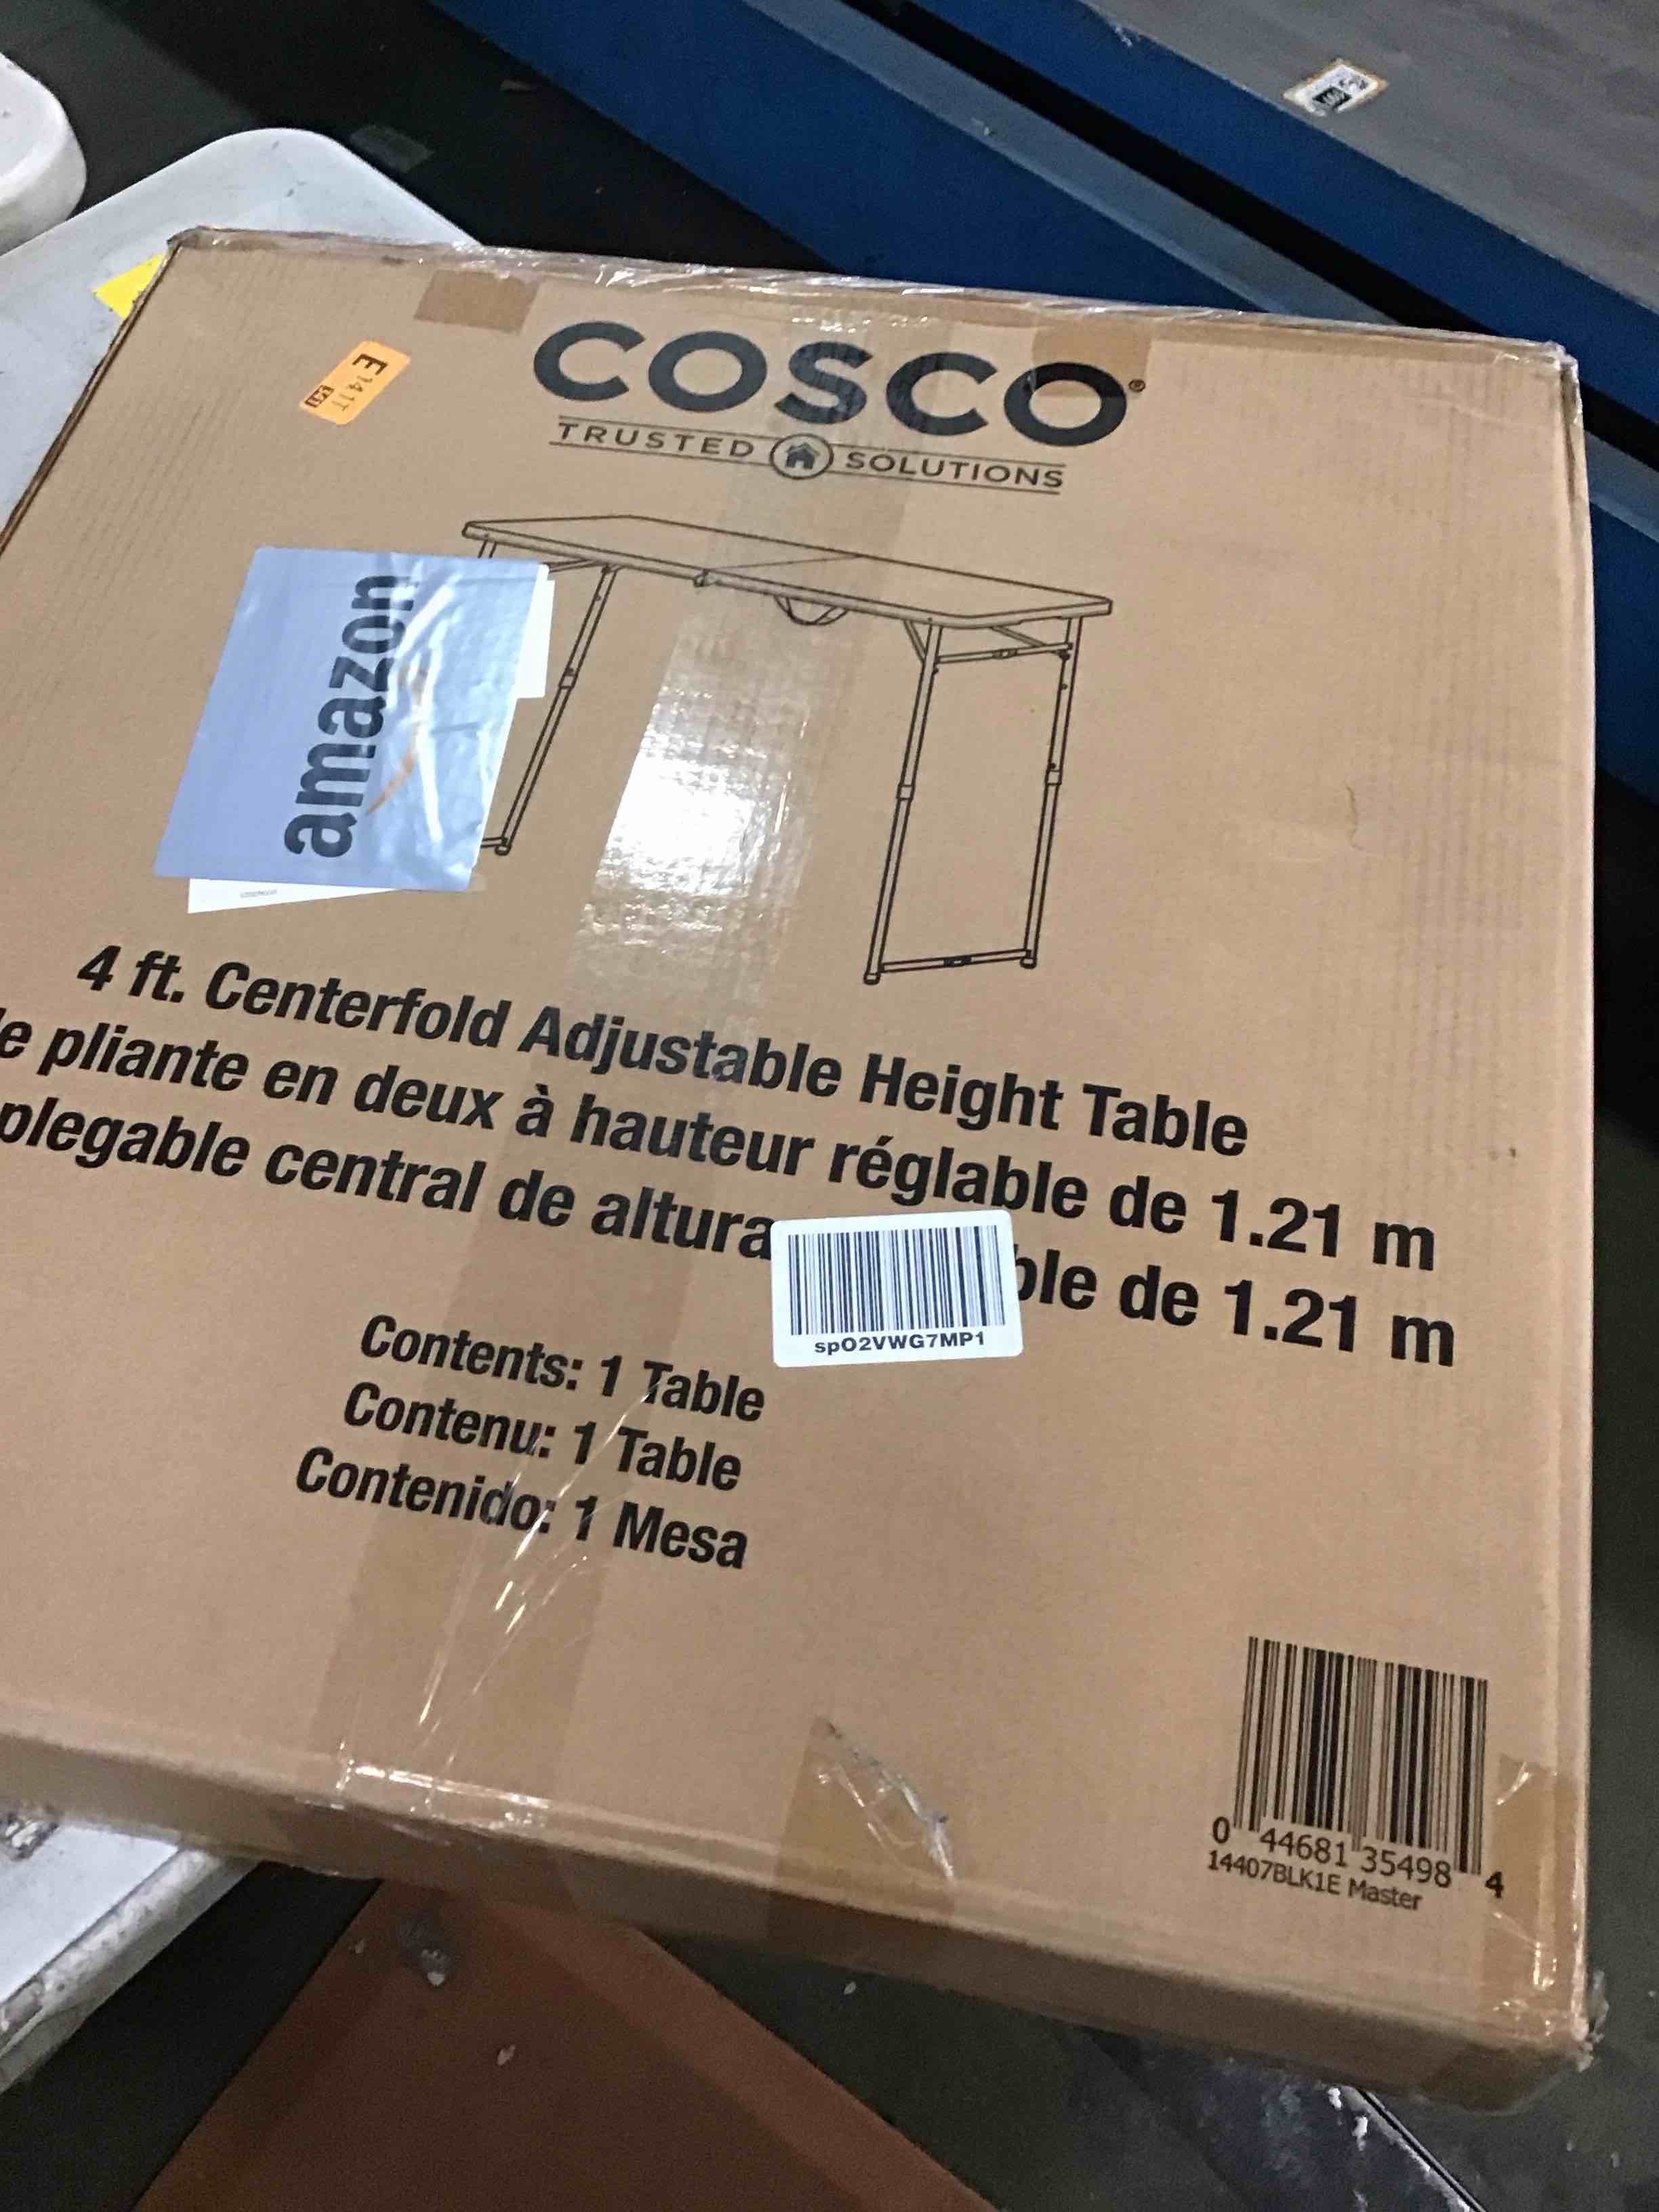 COSCO®
TRUSTED SOLUTIONS
E141T
amazon
4 ft. Centerfold Adjustable Height Table
pliante en deux à hauteur réglable de 1.21 m
plegable central de altura ble de 1.21 m
spO2VWG7MP1
Contents: 1 Table
Contenu: 1 Table
Contenido: 1 Mesa
0 44681 35498 4
14407BLK1E Master